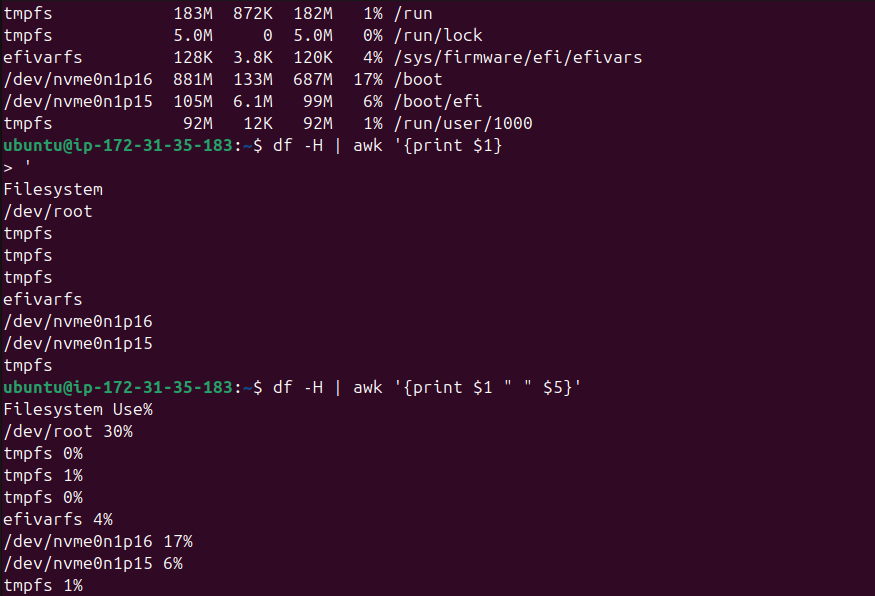 tmpfs            183M  872K  182M   1% /run
tmpfs            5.0M     0  5.0M   0% /run/lock
efivarfs         128K  3.8K  120K   4% /sys/firmware/efi/efivars
/dev/nvme0n1p16  881M  133M  687M  17% /boot
/dev/nvme0n1p15  105M  6.1M   99M   6% /boot/efi
tmpfs             92M   12K   92M   1% /run/user/1000
ubuntu@ip-172-31-35-183:~$ df -H | awk '{print $1}
> '
Filesystem
/dev/root
tmpfs
tmpfs
tmpfs
efivarfs
/dev/nvme0n1p16
/dev/nvme0n1p15
tmpfs
ubuntu@ip-172-31-35-183:~$ df -H | awk '{print $1 " " $5}'
Filesystem Use%
/dev/root 30%
tmpfs 0%
tmpfs 1%
tmpfs 0%
efivarfs 4%
/dev/nvme0n1p16 17%
/dev/nvme0n1p15 6%
tmpfs 1%